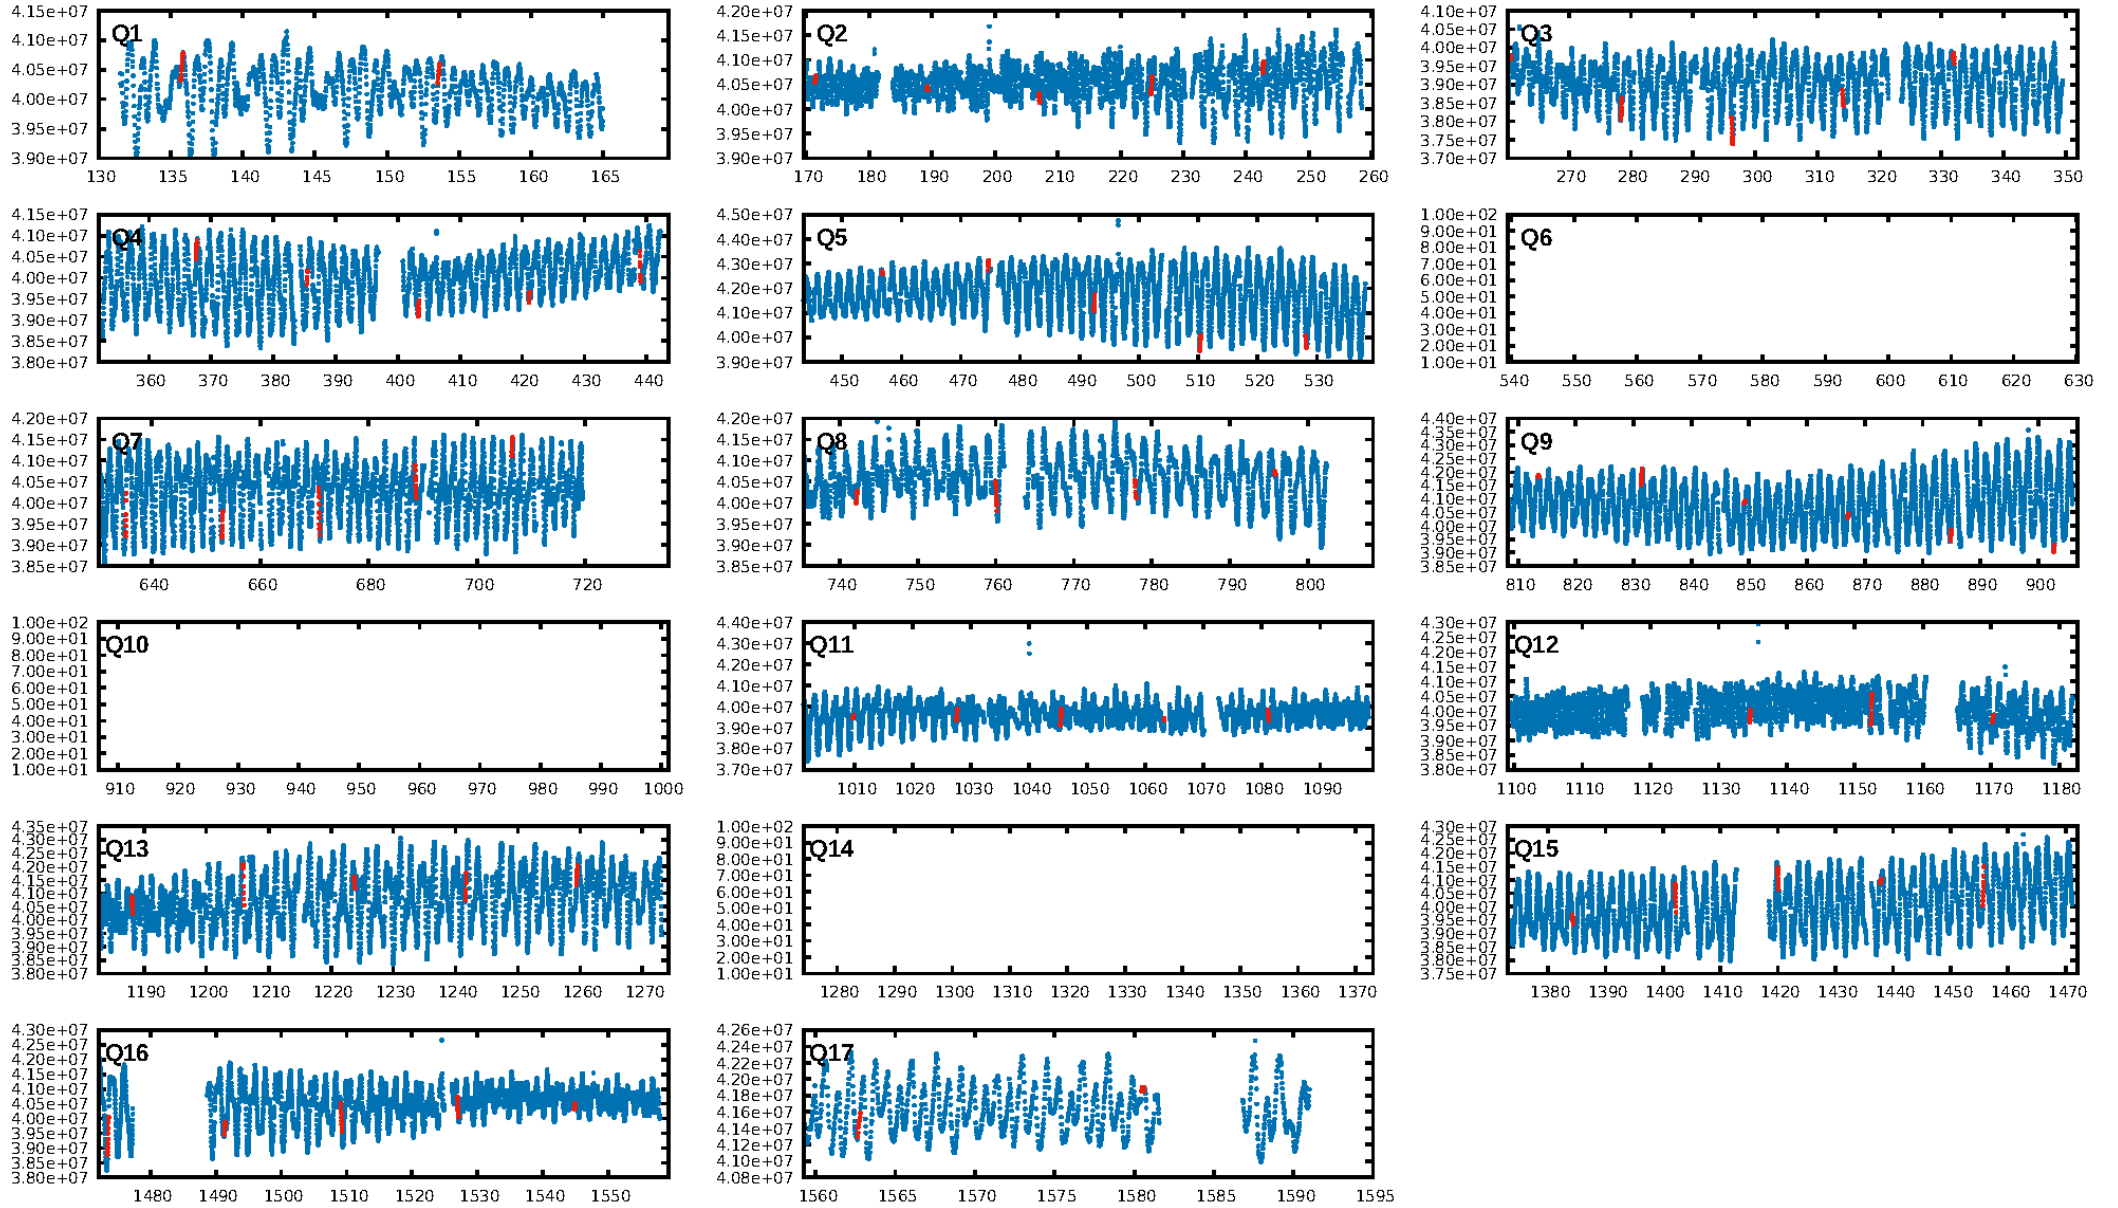 4.15e+07 4.10e+07 4.05e+07 4.00e+07 3.95e+07 3.90e+07
Q1
130 135 140 145 150 155 160 165
4.20e+07 4.15e+07 4.10e+07 4.05e+07 4.00e+07 3.95e+07 3.90e+07
Q2
170 180 190 200 210 220 230 240 250 260
4.10e+07 4.05e+07 4.00e+07 3.95e+07 3.90e+07 3.85e+07 3.80e+07 3.75e+07 3.70e+07
Q3
270 280 290 300 310 320 330 340 350
4.15e+07 4.10e+07 4.05e+07 4.00e+07 3.95e+07 3.90e+07 3.85e+07 3.80e+07
Q4
360 370 380 390 400 410 420 430 440
4.50e+07 4.40e+07 4.30e+07 4.20e+07 4.10e+07 4.00e+07 3.90e+07
Q5
450 460 470 480 490 500 510 520 530
1.00e+02 9.00e+01 8.00e+01 7.00e+01 6.00e+01 5.00e+01 4.00e+01 3.00e+01 2.00e+01 1.00e+01
Q6
540 550 560 570 580 590 600 610 620 630
4.20e+07 4.15e+07 4.10e+07 4.05e+07 4.00e+07 3.95e+07 3.90e+07 3.85e+07
Q7
640 660 680 700 720
4.20e+07 4.15e+07 4.10e+07 4.05e+07 4.00e+07 3.95e+07 3.90e+07 3.85e+07
Q8
740 750 760 770 780 790 800
4.40e+07 4.35e+07 4.30e+07 4.25e+07 4.20e+07 4.15e+07 4.10e+07 4.05e+07 4.00e+07 3.95e+07 3.90e+07 3.85e+07
Q9
810 820 830 840 850 860 870 880 890 900
1.00e+02 9.00e+01 8.00e+01 7.00e+01 6.00e+01 5.00e+01 4.00e+01 3.00e+01 2.00e+01 1.00e+01
Q10
910 920 930 940 950 960 970 980 990 1000
4.40e+07 4.30e+07 4.20e+07 4.10e+07 4.00e+07 3.90e+07 3.80e+07 3.70e+07
Q11
1010 1020 1030 1040 1050 1060 1070 1080 1090
4.30e+07 4.25e+07 4.20e+07 4.15e+07 4.10e+07 4.05e+07 4.00e+07 3.95e+07 3.90e+07 3.85e+07 3.80e+07
Q12
1100 1110 1120 1130 1140 1150 1160 1170 1180
4.35e+07 4.30e+07 4.25e+07 4.20e+07 4.15e+07 4.10e+07 4.05e+07 4.00e+07 3.95e+07 3.90e+07 3.85e+07 3.80e+07
Q13
1190 1200 1210 1220 1230 1240 1250 1260 1270
1.00e+02 9.00e+01 8.00e+01 7.00e+01 6.00e+01 5.00e+01 4.00e+01 3.00e+01 2.00e+01 1.00e+01
Q14
1280 1290 1300 1310 1320 1330 1340 1350 1360 1370
4.30e+07 4.25e+07 4.20e+07 4.15e+07 4.10e+07 4.05e+07 4.00e+07 3.95e+07 3.90e+07 3.85e+07 3.80e+07 3.75e+07
Q15
1380 1390 1400 1410 1420 1430 1440 1450 1460 1470
4.30e+07 4.25e+07 4.20e+07 4.15e+07 4.10e+07 4.05e+07 4.00e+07 3.95e+07 3.90e+07 3.85e+07 3.80e+07
Q16
1480 1490 1500 1510 1520 1530 1540 1550
4.26e+07 4.24e+07 4.22e+07 4.20e+07 4.18e+07 4.16e+07 4.14e+07 4.12e+07 4.10e+07 4.08e+07
Q17
1560 1565 1570 1575 1580 1585 1590 1595